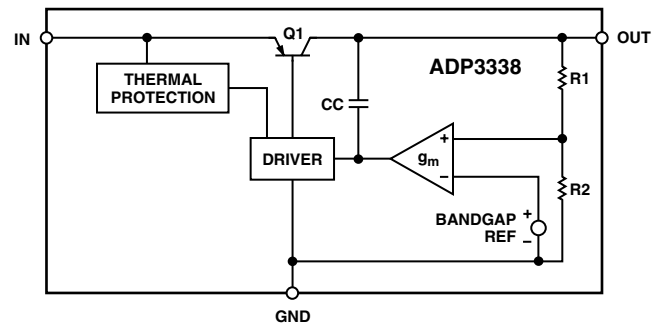 IN
Q1
OUT
THERMAL
PROTECTION
ADP3338
R1
CC
DRIVER
+
gm
–
R2
BANDGAP
REF
+
–
GND